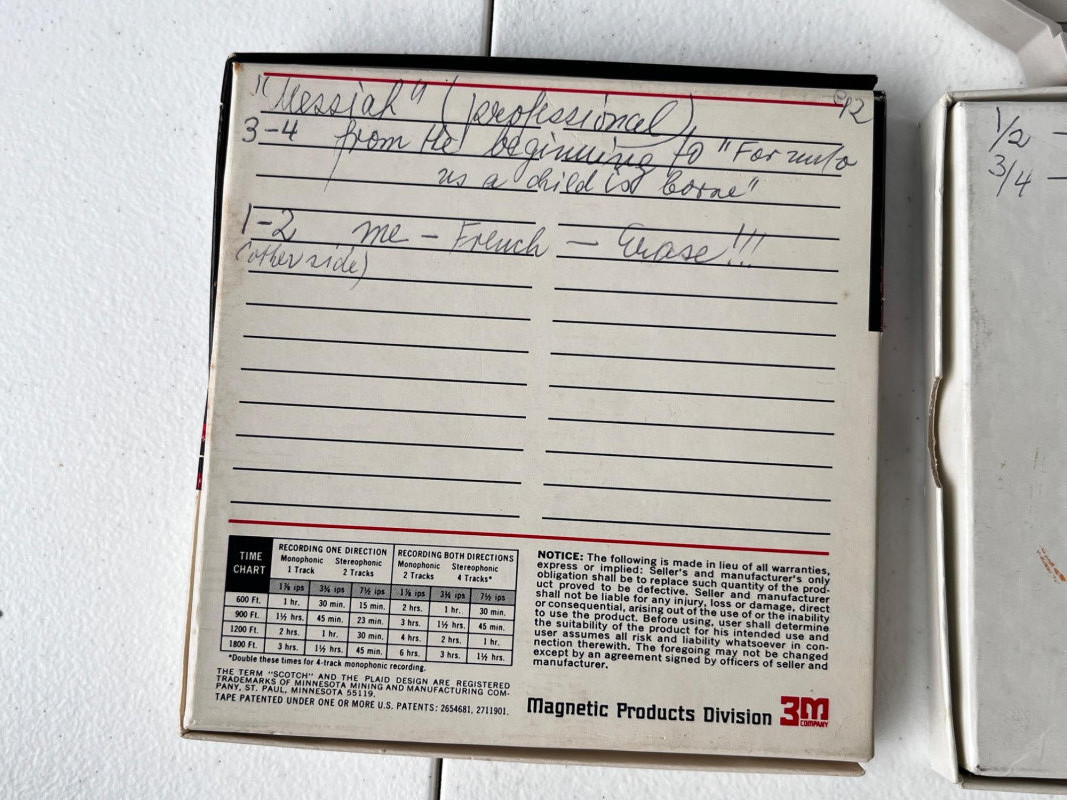 "Messiah" (professional)
3-4 from the beginning to "For unto
us a child is borne"
1-2 me - French - Erase!!!
(other side)
TIME CHART
RECORDING ONE DIRECTION
Monophonic 1 Track
Stereophonic 2 Tracks
RECORDING BOTH DIRECTIONS
Monophonic 2 Tracks
Stereophonic 4 Tracks*
1⅞ ips 3¾ ips 7½ ips 1⅞ ips 3¾ ips 7½ ips
600 Ft. 1 hr. 30 min. 15 min. 2 hrs. 1 hr. 30 min.
900 Ft. 1½ hrs. 45 min. 23 min. 3 hrs. 1½ hrs. 45 min.
1200 Ft. 2 hrs. 1 hr. 30 min. 4 hrs. 2 hrs. 1 hr.
1800 Ft. 3 hrs. 1½ hrs. 45 min. 6 hrs. 3 hrs. 1½ hrs.
*Double these times for 4-track monophonic recording.
THE TERM "SCOTCH" AND THE PLAID DESIGN ARE REGISTERED
TRADEMARKS OF MINNESOTA MINING AND MANUFACTURING COM-
PANY, ST. PAUL, MINNESOTA 55119.
TAPE PATENTED UNDER ONE OR MORE U.S. PATENTS: 2654681, 2711901.
NOTICE: The following is made in lieu of all warranties,
express or implied: Seller's and manufacturer's only
obligation shall be to replace such quantity of the prod-
uct proved to be defective. Seller and manufacturer
shall not be liable for any injury, loss or damage, direct
or consequential, arising out of the use of or the inability
to use the product. Before using, user shall determine
the suitability of the product for his intended use and
user assumes all risk and liability whatsoever in con-
nection therewith. The foregoing may not be changed
except by an agreement signed by officers of seller and
manufacturer.
Magnetic Products Division 3M
COMPANY
1/2 -
3/4 -